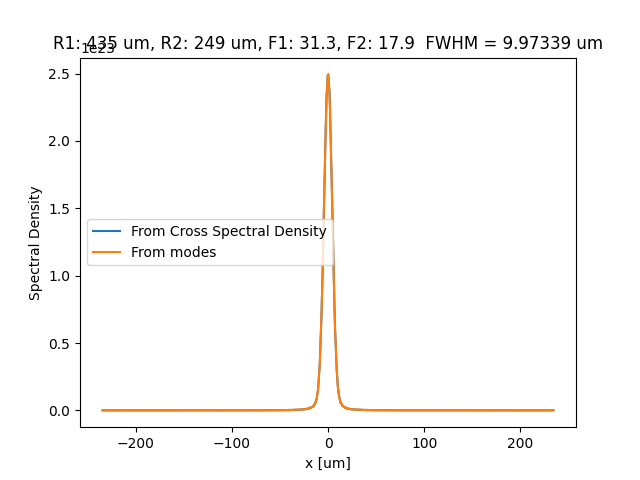 R1: 435 um, R2: 249 um, F1: 31.3, F2: 17.9  FWHM = 9.97339 um
1e23
2.5
2.0
1.5
1.0
0.5
0.0
Spectral Density
From Cross Spectral Density
From modes
−200
−100
0
100
200
x [um]